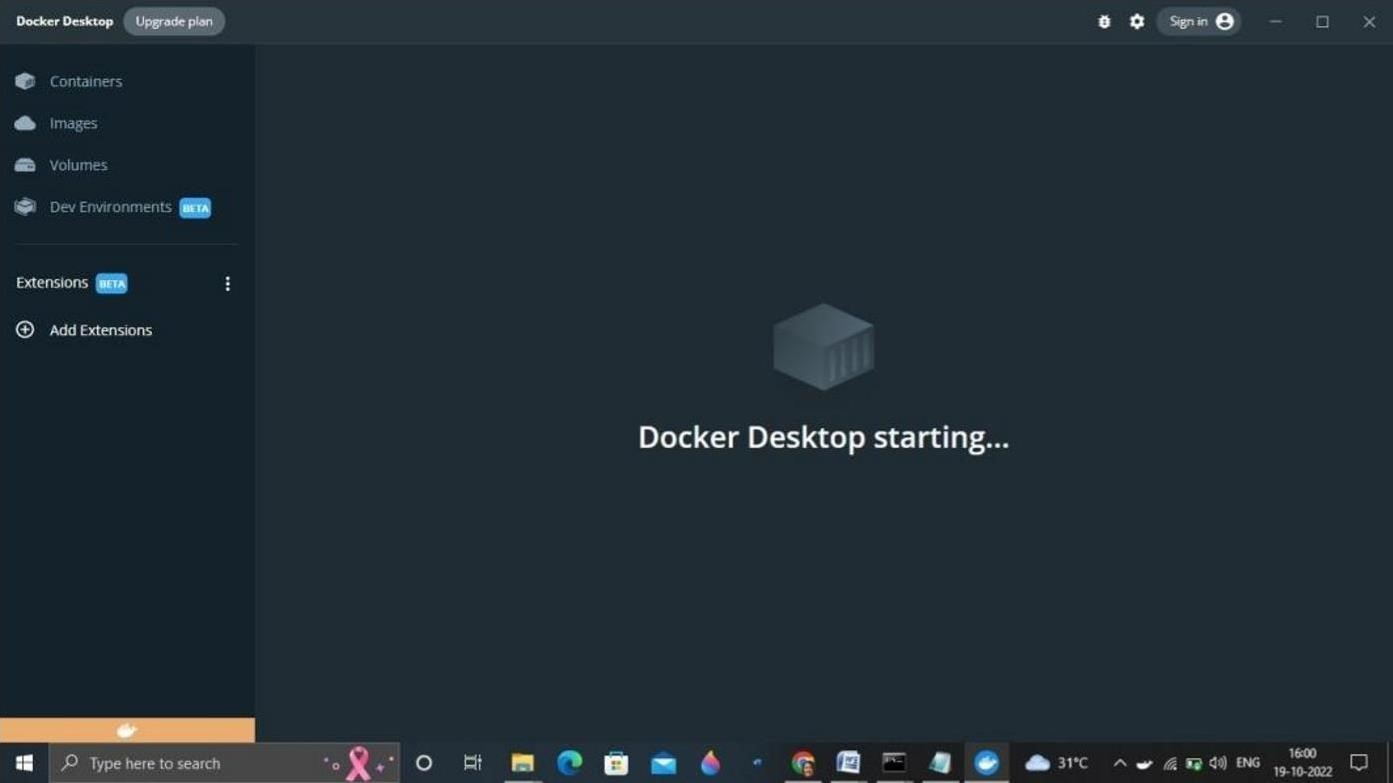 Docker Desktop Upgrade plan Sign in
Containers
Images
Volumes
Dev Environments BETA
Extensions BETA
Add Extensions
Docker Desktop starting...
Type here to search
31°C
ENG
16:00
19-10-2022